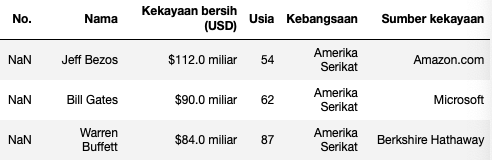 No. Nama Kekayaan bersih (USD) Usia Kebangsaan Sumber kekayaan
NaN Jeff Bezos $112.0 miliar 54 Amerika Serikat Amazon.com
NaN Bill Gates $90.0 miliar 62 Amerika Serikat Microsoft
NaN Warren Buffett $84.0 miliar 87 Amerika Serikat Berkshire Hathaway